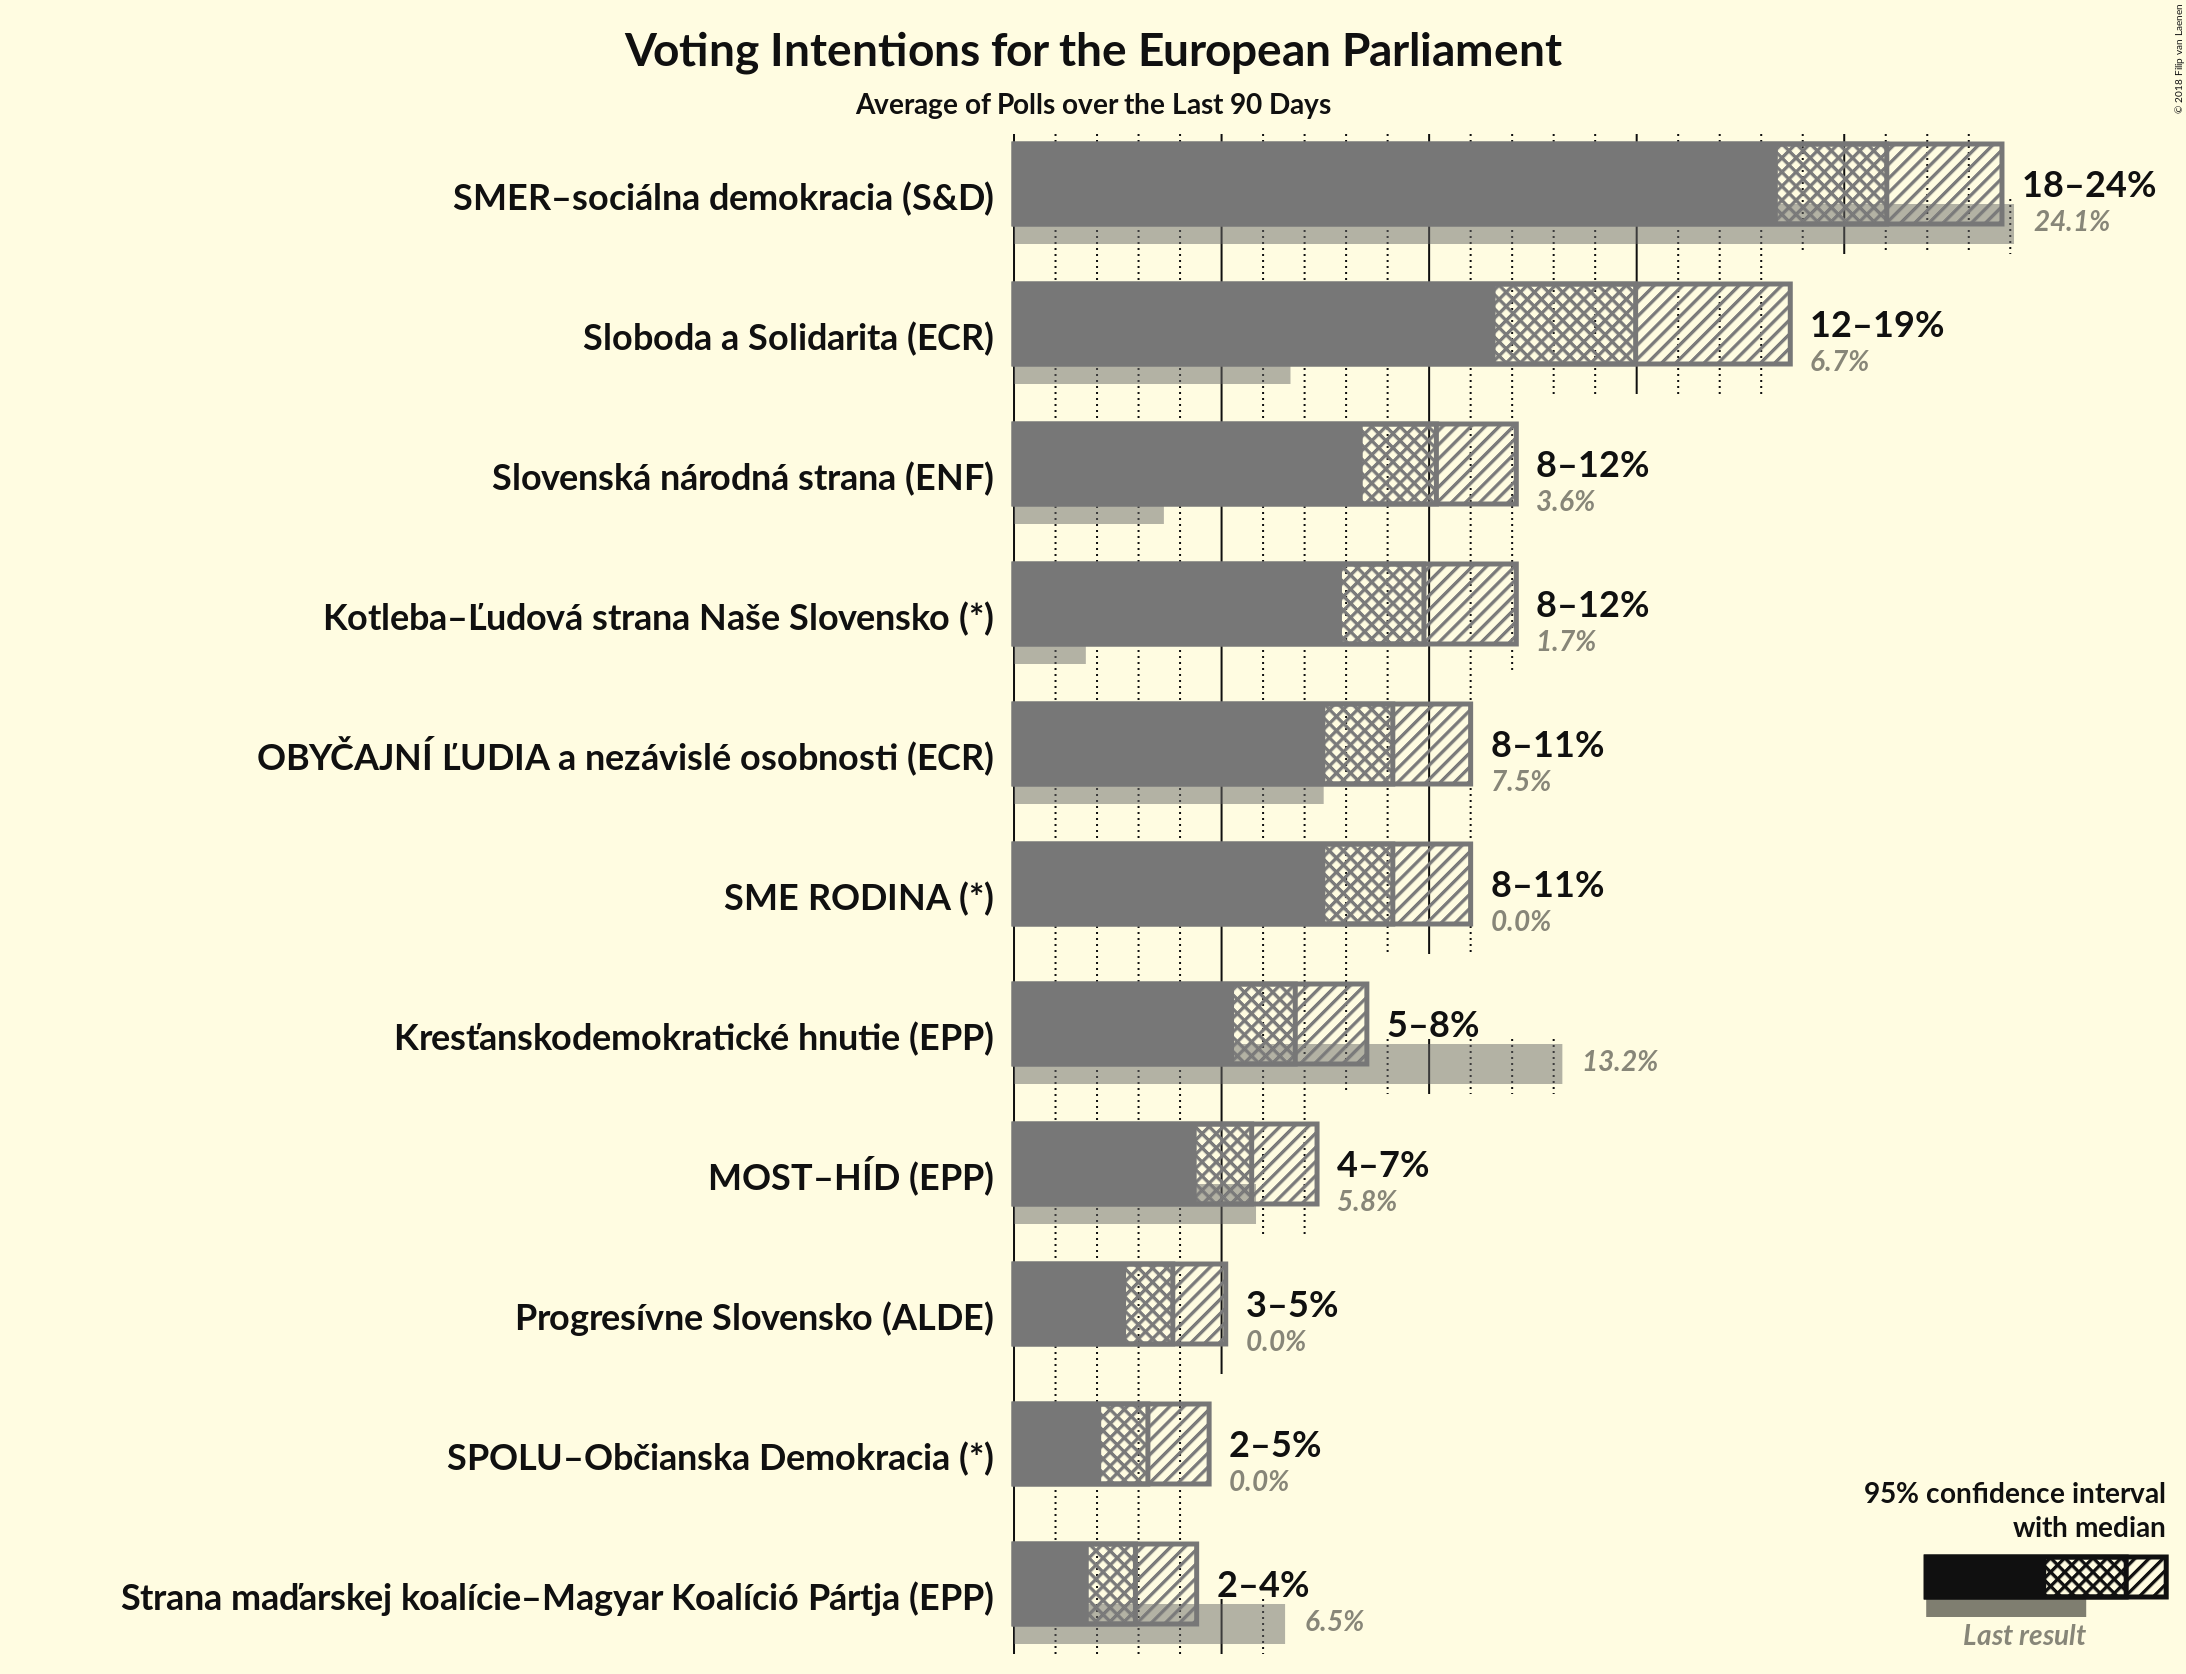 Voting Intentions for the European Parliament
Average of Polls over the Last 90 Days
© 2018 Filip van Laenen
SMER–sociálna demokracia (S&D)
18–24%
24.1%
Sloboda a Solidarita (ECR)
12–19%
6.7%
Slovenská národná strana (ENF)
8–12%
3.6%
Kotleba–Ľudová strana Naše Slovensko (*)
8–12%
1.7%
OBYČAJNÍ ĽUDIA a nezávislé osobnosti (ECR)
8–11%
7.5%
SME RODINA (*)
8–11%
0.0%
Kresťanskodemokratické hnutie (EPP)
5–8%
13.2%
MOST–HÍD (EPP)
4–7%
5.8%
Progresívne Slovensko (ALDE)
3–5%
0.0%
SPOLU–Občianska Demokracia (*)
2–5%
0.0%
Strana maďarskej koalície–Magyar Koalíció Pártja (EPP)
2–4%
6.5%
95% confidence interval
with median
Last result